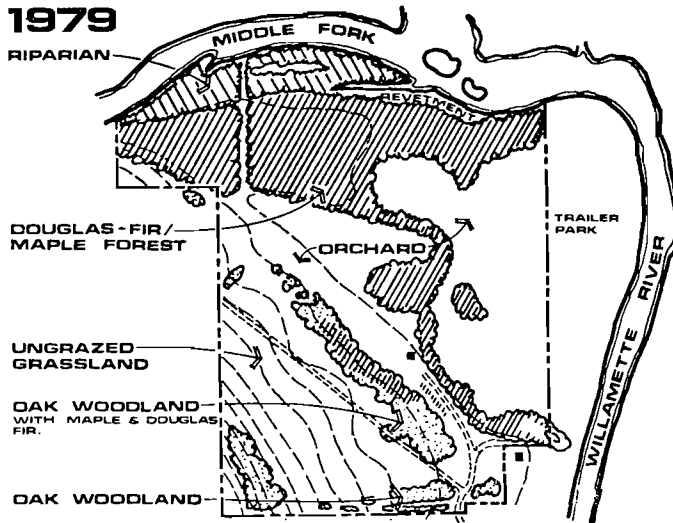 1979
MIDDLE FORK
RIPARIAN
REVETMENT
DOUGLAS-FIR/
MAPLE FOREST
TRAILER
PARK
ORCHARD
WILLAMETTE RIVER
UNGRAZED
GRASSLAND
OAK WOODLAND
WITH MAPLE & DOUGLAS
FIR.
OAK WOODLAND